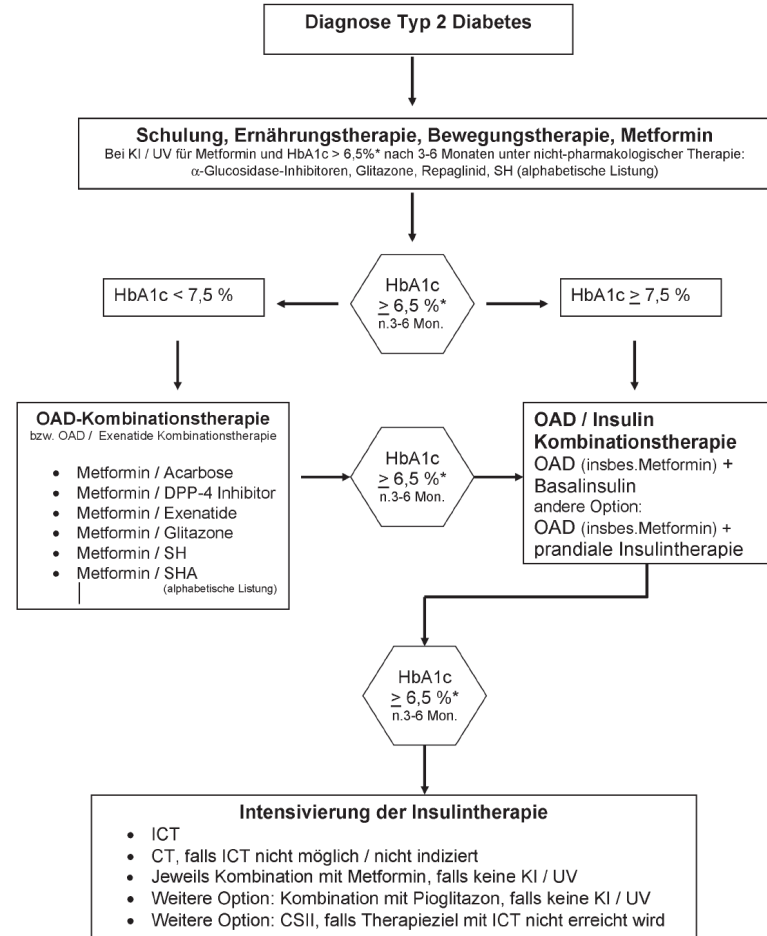 Diagnose Typ 2 Diabetes
Schulung, Ernährungstherapie, Bewegungstherapie, Metformin
Bei KI / UV für Metformin und HbA1c > 6,5%* nach 3-6 Monaten unter nicht-pharmakologischer Therapie:
α-Glucosidase-Inhibitoren, Glitazone, Repaglinid, SH (alphabetische Listung)
HbA1c < 7,5 %
HbA1c
≥ 6,5 %*
n.3-6 Mon.
HbA1c ≥ 7,5 %
OAD-Kombinationstherapie
bzw. OAD / Exenatide Kombinationstherapie
• Metformin / Acarbose
• Metformin / DPP-4 Inhibitor
• Metformin / Exenatide
• Metformin / Glitazone
• Metformin / SH
• Metformin / SHA
(alphabetische Listung)
HbA1c
≥ 6,5 %*
n.3-6 Mon.
OAD / Insulin
Kombinationstherapie
OAD (insbes.Metformin) +
Basalinsulin
andere Option:
OAD (insbes.Metformin) +
prandiale Insulintherapie
HbA1c
≥ 6,5 %*
n.3-6 Mon.
Intensivierung der Insulintherapie
• ICT
• CT, falls ICT nicht möglich / nicht indiziert
• Jeweils Kombination mit Metformin, falls keine KI / UV
• Weitere Option: Kombination mit Pioglitazon, falls keine KI / UV
• Weitere Option: CSII, falls Therapieziel mit ICT nicht erreicht wird